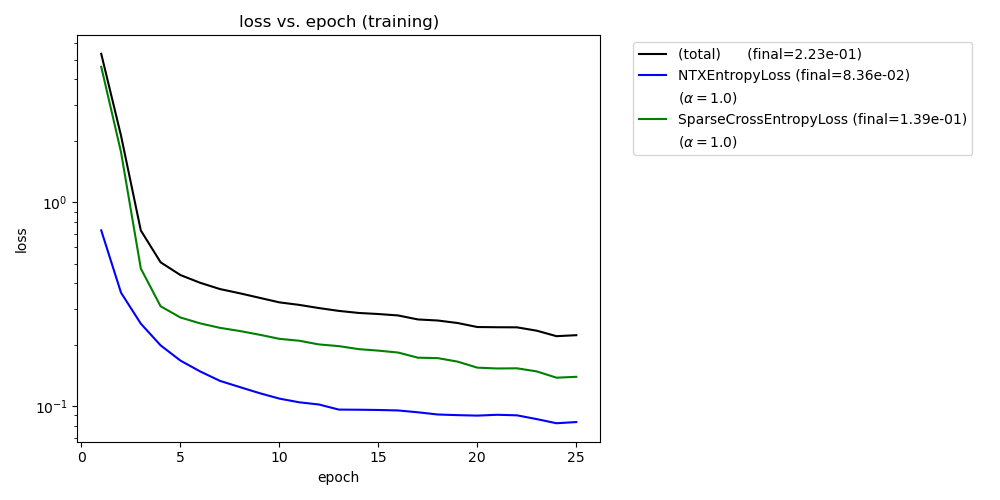 loss vs. epoch (training)
(total) (final=2.23e-01)
NTXEntropyLoss (final=8.36e-02)
(α = 1.0)
SparseCrossEntropyLoss (final=1.39e-01)
(α = 1.0)
10⁰
10⁻¹
loss
0 5 10 15 20 25
epoch